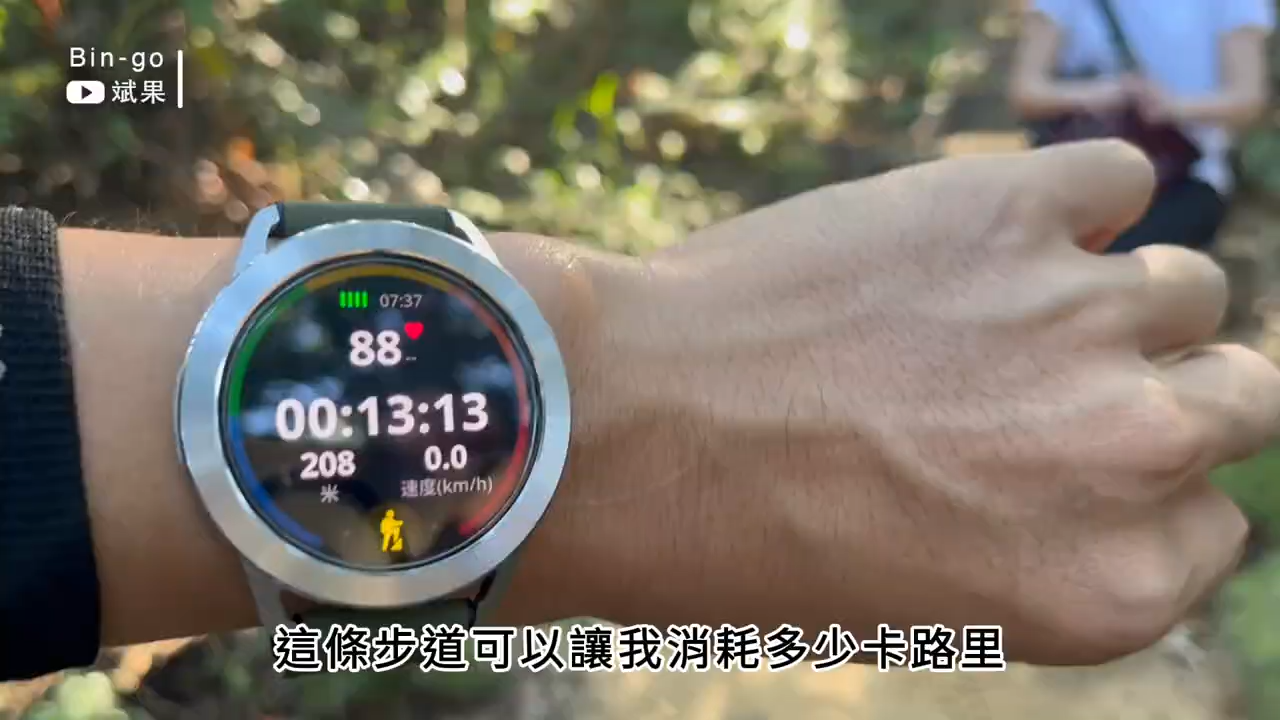 Bin-go
斌果
07:37
88
--
00:13:13
208
0.0
米
速度(km/h)
這條步道可以讓我消耗多少卡路里